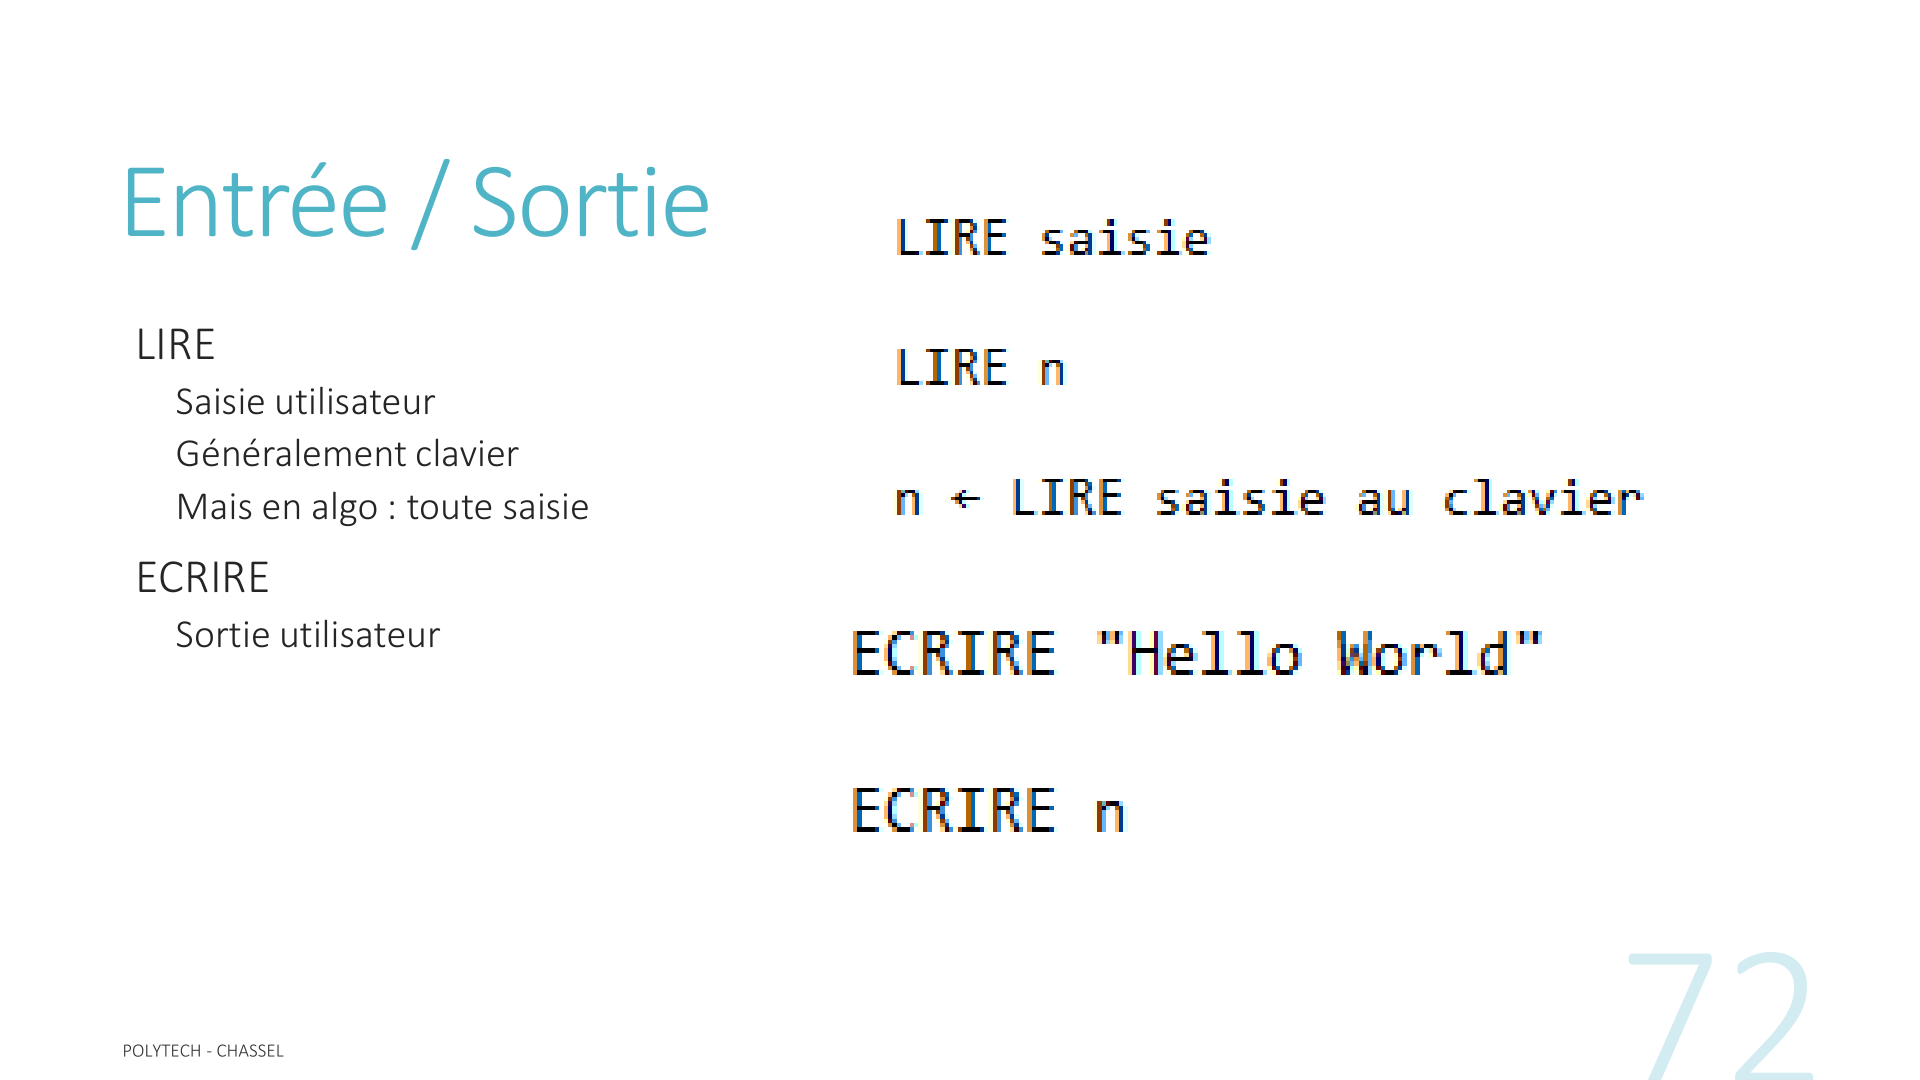 Entrée / Sortie
LIRE
Saisie utilisateur
Généralement clavier
Mais en algo : toute saisie
ECRIRE
Sortie utilisateur
LIRE saisie
LIRE n
n ← LIRE saisie au clavier
ECRIRE "Hello World"
ECRIRE n
POLYTECH - CHASSEL
72